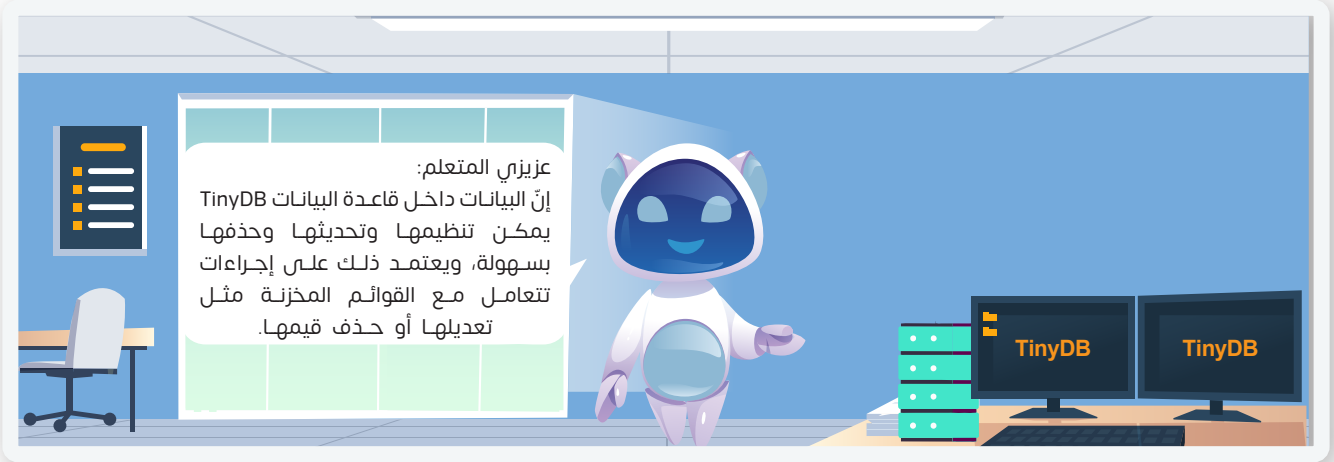 عزيزي المتعلم:
إنّ البيانات داخل قاعدة البيانات TinyDB
يمكن تنظيمها وتحديثها وحذفها
بسهولة، ويعتمد ذلك على إجراءات
تتعامل مع القوائم المخزنة مثل
تعديلها أو حذف قيمها.
TinyDB
TinyDB